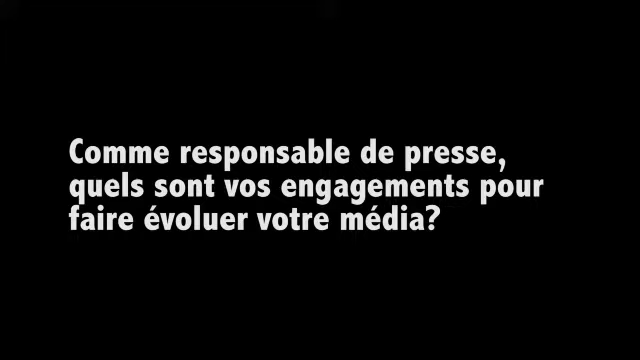 Comme responsable de presse,
quels sont vos engagements pour
faire évoluer votre média?